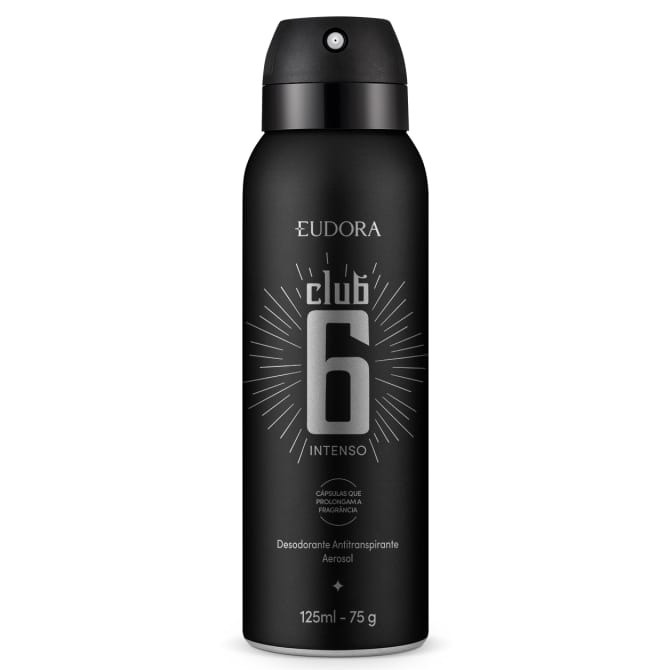 EUDORA
club
6
INTENSO
CÁPSULAS QUE
PROLONGAM A
FRAGRÂNCIA
Desodorante Antitranspirante
Aerosol
125ml - 75 g